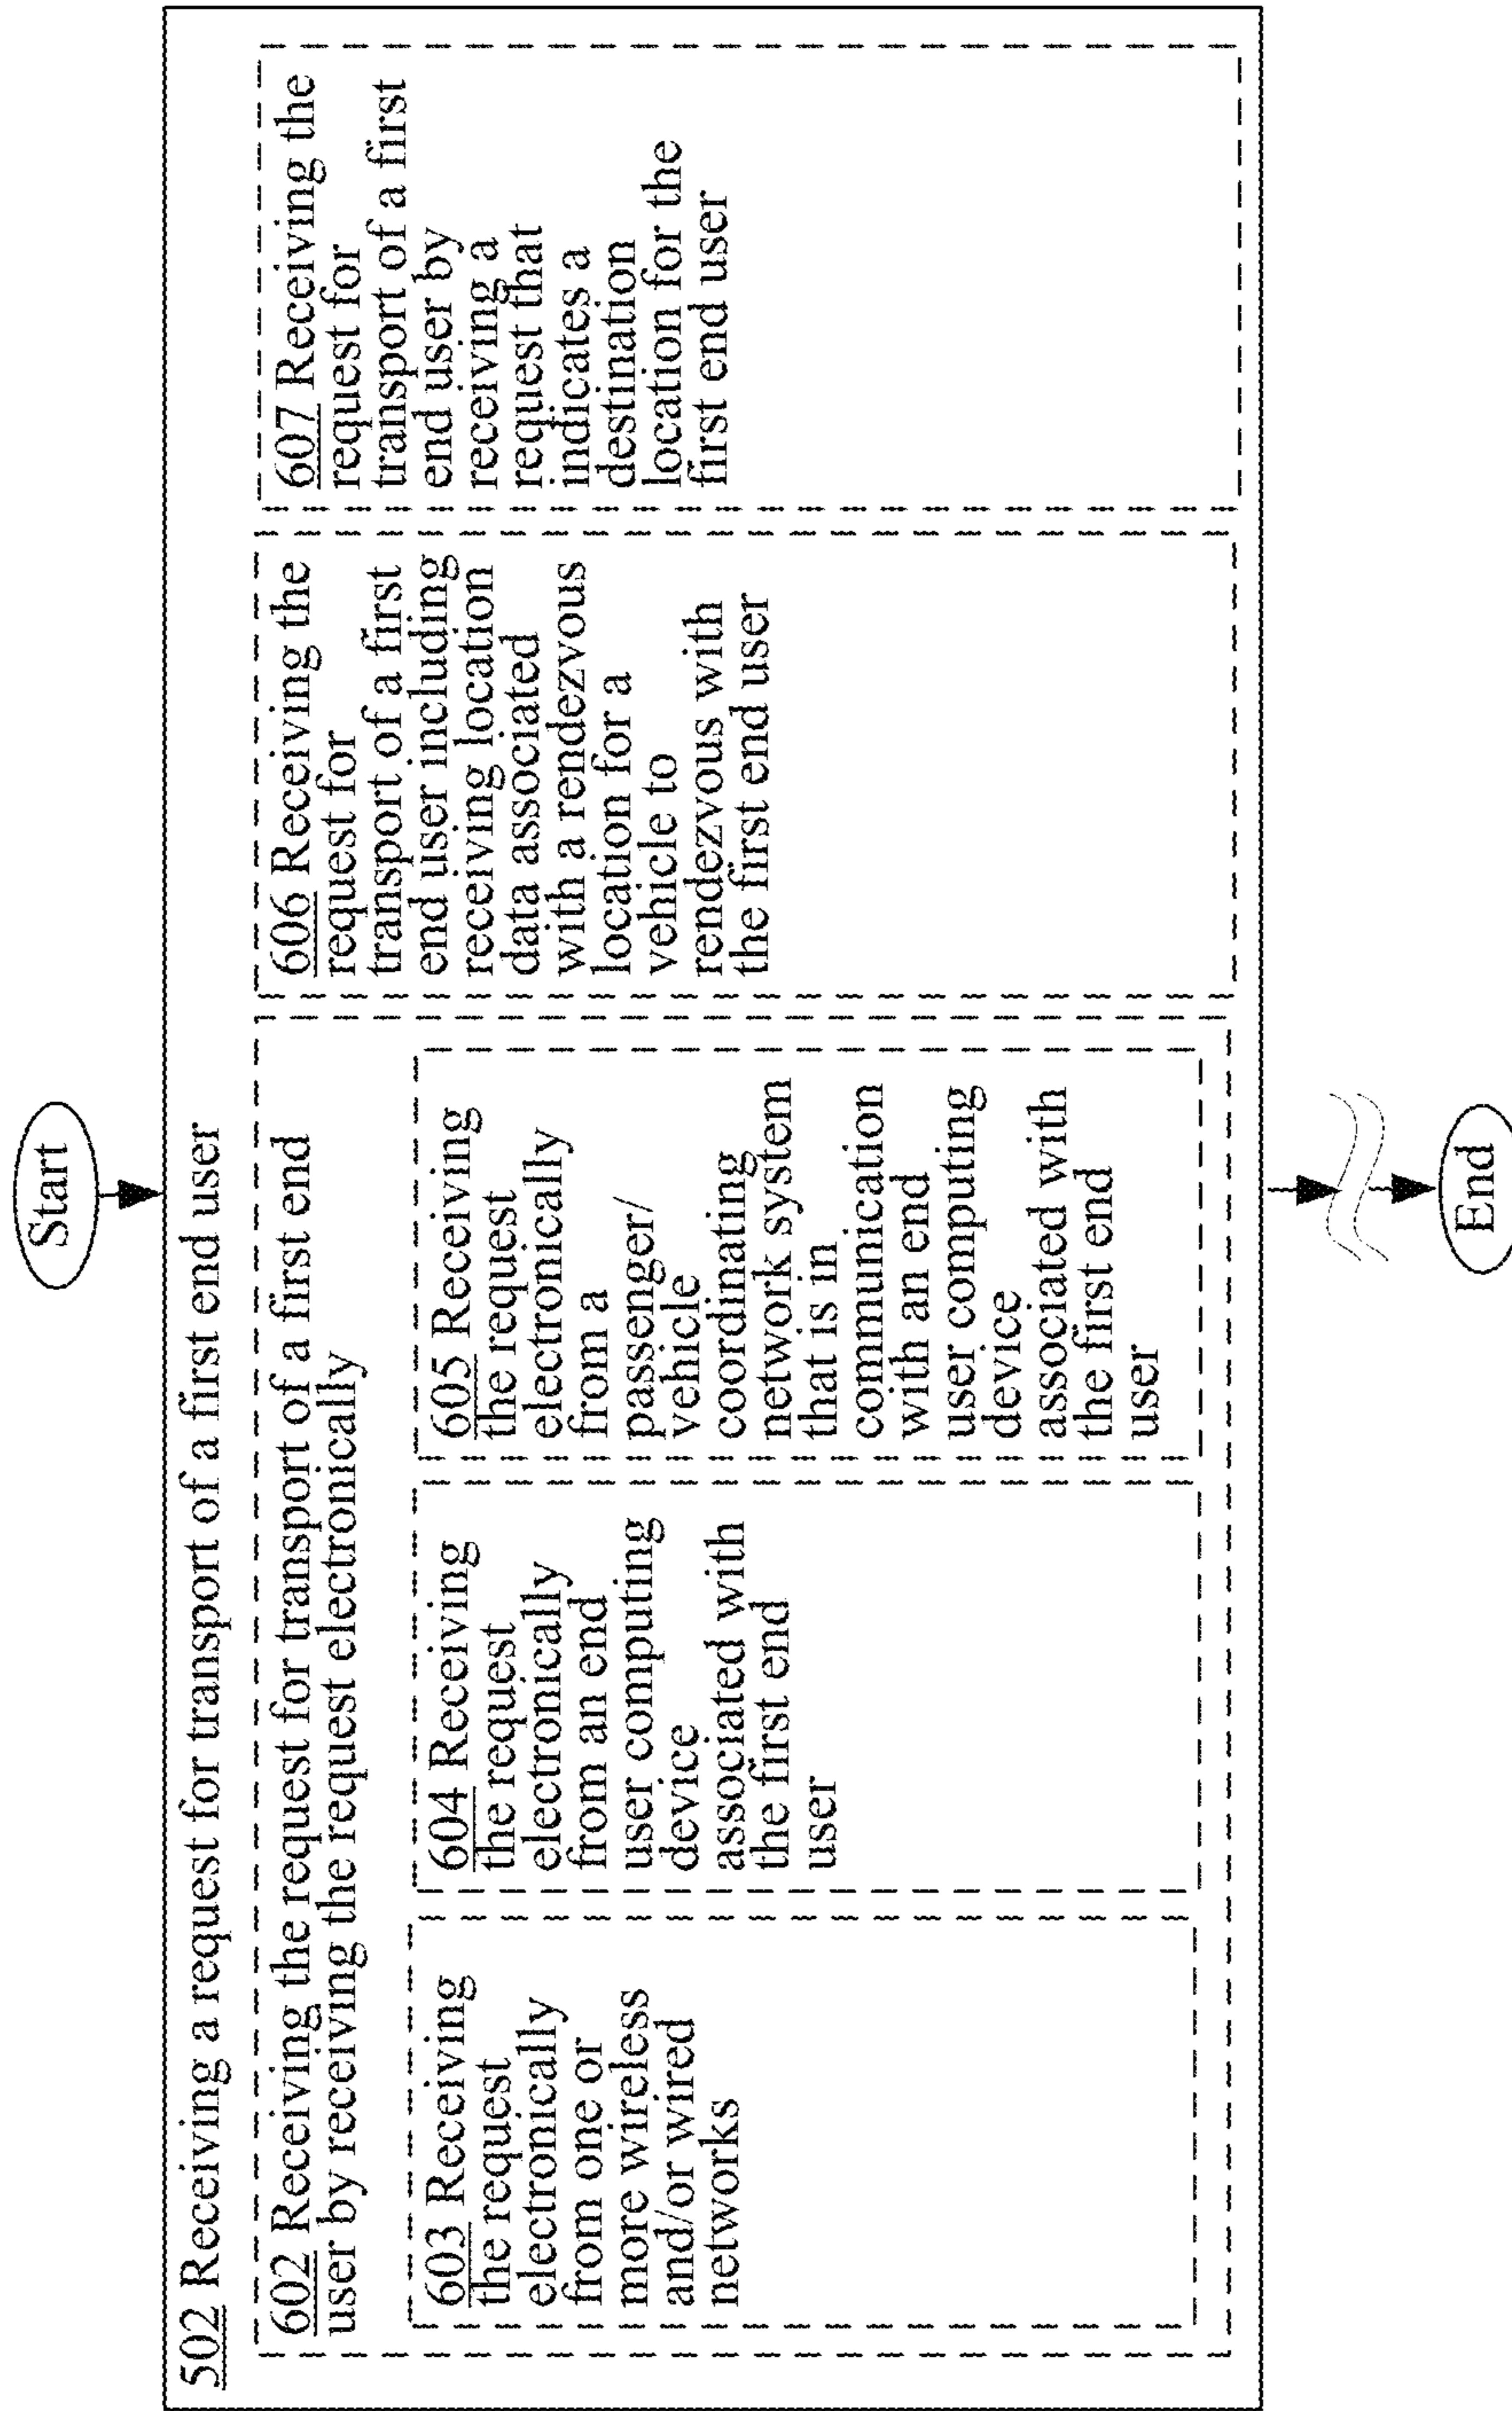 Start
502 Receiving a request for transport of a first end user
602 Receiving the request for transport of a first end
user by receiving the request electronically
603 Receiving
the request
electronically
from one or
more wireless
and/or wired
networks
604 Receiving
the request
electronically
from an end
user computing
device
associated with
the first end
user
605 Receiving
the request
electronically
from a
passenger/
vehicle
coordinating
network system
that is in
communication
with an end
user computing
device
associated with
the first end
user
606 Receiving the
request for
transport of a first
end user including
receiving location
data associated
with a rendezvous
location for a
vehicle to
rendezvous with
the first end user
607 Receiving the
request for
transport of a first
end user by
receiving a
request that
indicates a
destination
location for the
first end user
End